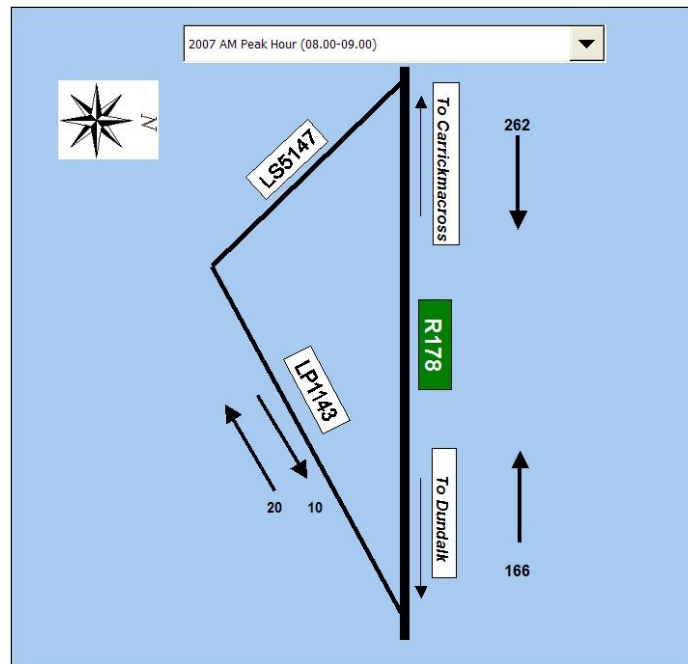 2007 AM Peak Hour (08.00-09.00)
N
LS5147
To Carrickmacross
262
R178
LP1143
20
10
To Dundalk
166